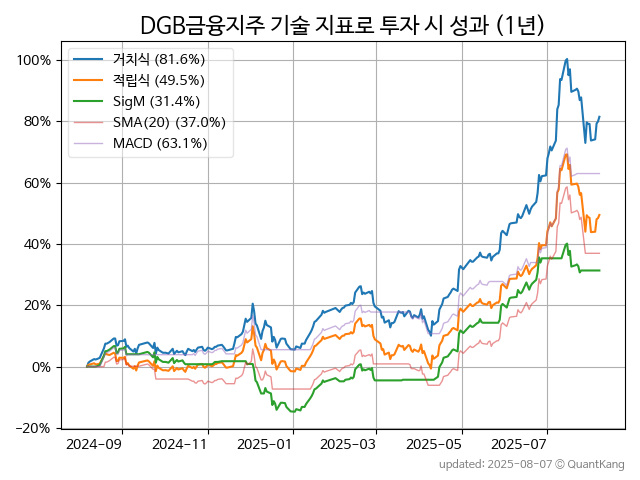 DGB금융지주 기술 지표로 투자 시 성과 (1년)
거치식 (81.6%)
적립식 (49.5%)
SigM (31.4%)
SMA(20) (37.0%)
MACD (63.1%)
100%
80%
60%
40%
20%
0%
−20%
2024-09 2024-11 2025-01 2025-03 2025-05 2025-07
updated: 2025-08-07 © QuantKang